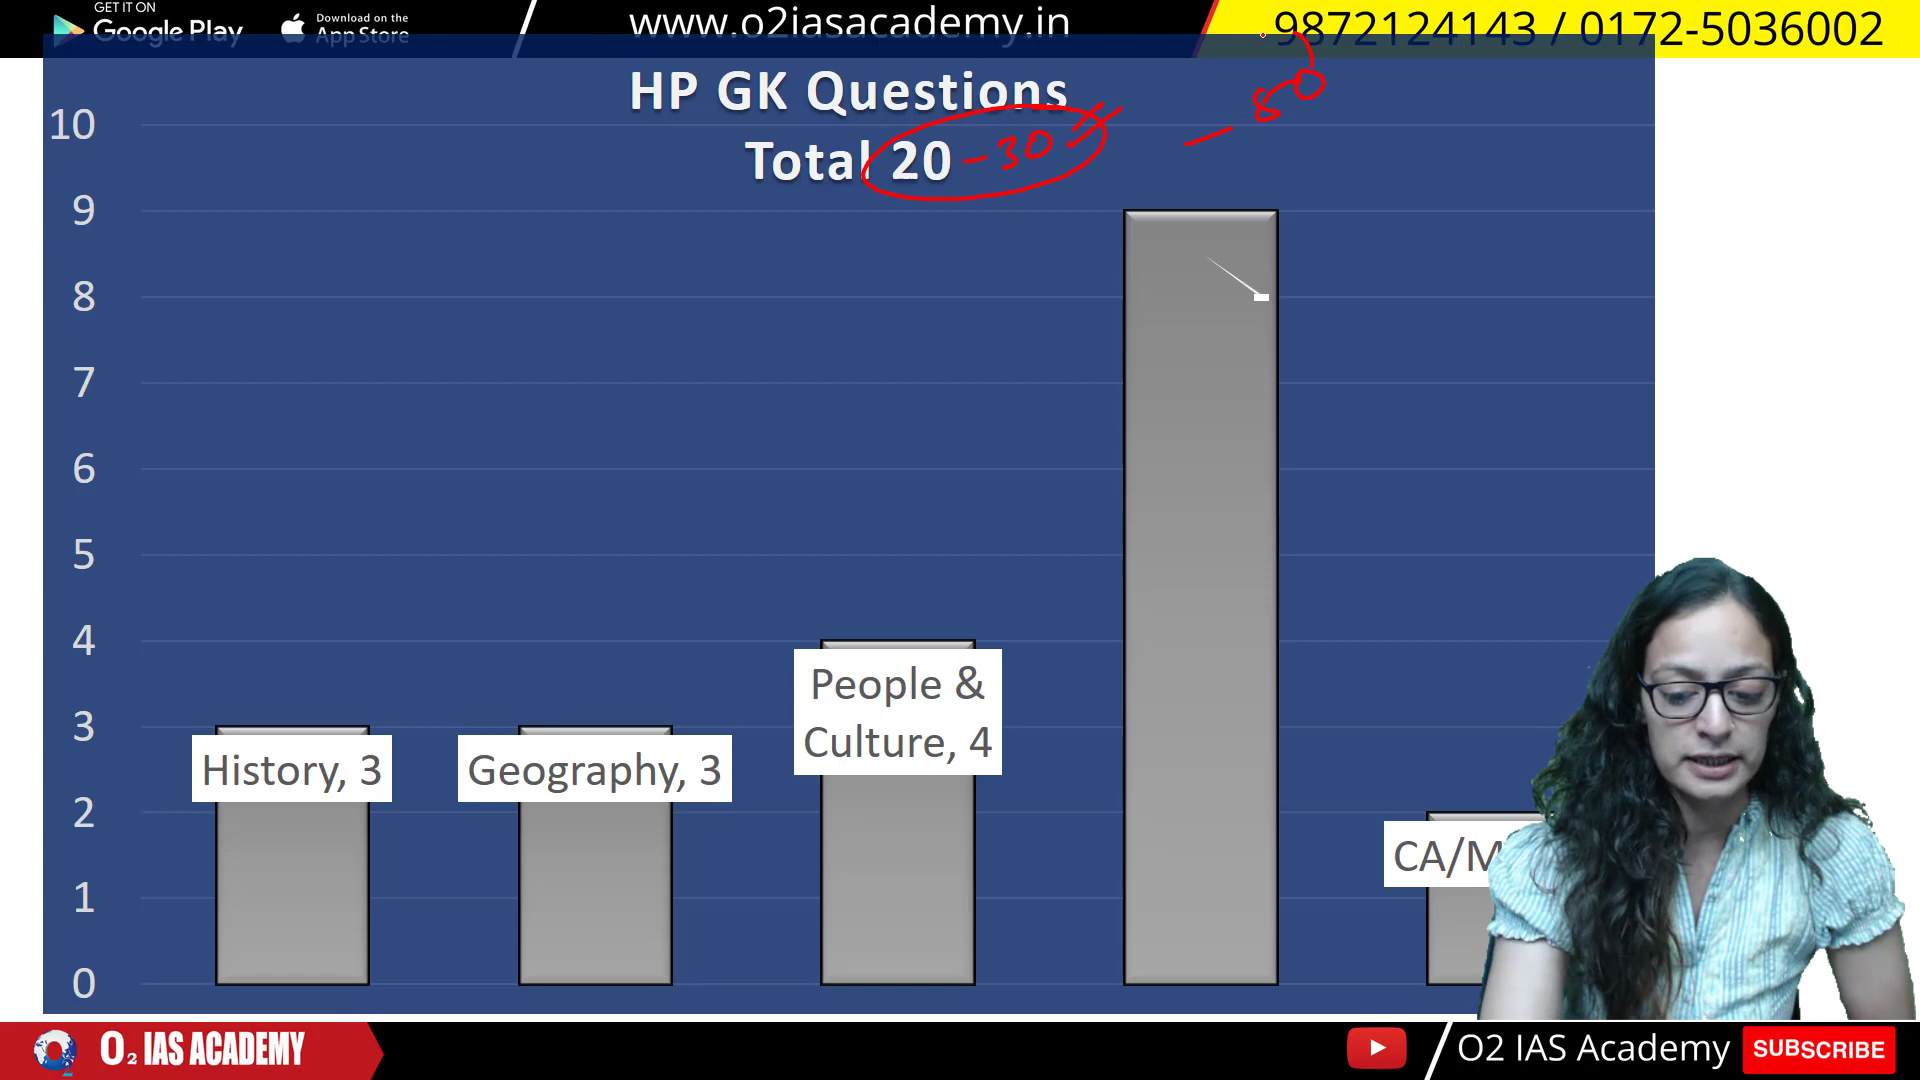 GET IT ON
Google Play
Download on the
App Store
www.o2iasacademy.in
9872124143 / 0172-5036002
HP GK Questions
Total 20 - 30
- 80
10
9
8
7
6
5
4
3
2
1
0
History, 3
Geography, 3
People &
Culture, 4
CA/M
O2 IAS ACADEMY
O2 IAS Academy
SUBSCRIBE